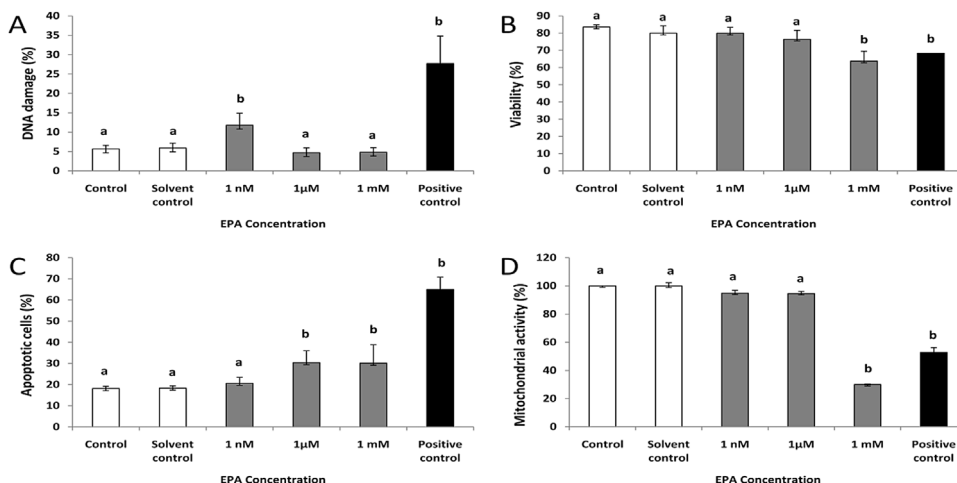 A
DNA damage (%)
40
35
30
25
20
15
10
5
0
a
a
b
a
a
b
Control
Solvent control
1 nM
1µM
1 mM
Positive control
EPA Concentration
B
Viability (%)
90
80
70
60
50
40
30
20
10
0
a
a
a
a
b
b
Control
Solvent control
1 nM
1µM
1 mM
Positive control
EPA Concentration
C
Apoptotic cells (%)
80
70
60
50
40
30
20
10
0
a
a
a
b
b
b
Control
Solvent control
1 nM
1µM
1 mM
Positive control
EPA Concentration
D
Mitochondrial activity (%)
120
100
80
60
40
20
0
a
a
a
a
b
b
Control
Solvent control
1 nM
1µM
1 mM
Positive control
EPA Concentration